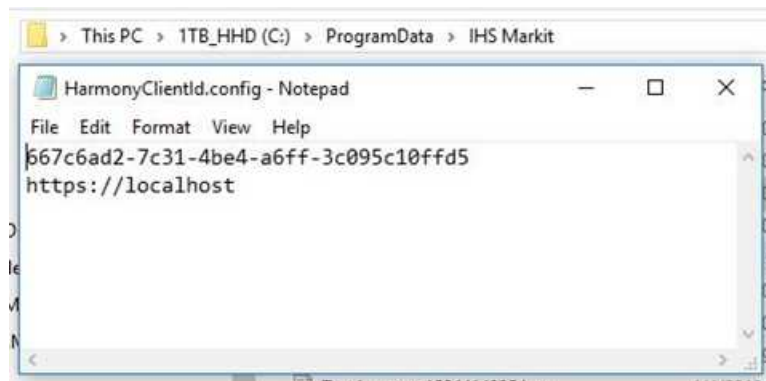 This PC > 1TB_HHD (C:) > ProgramData > IHS Markit
HarmonyClientId.config - Notepad
File Edit Format View Help
667c6ad2-7c31-4be4-a6ff-3c095c10ffd5
https://localhost